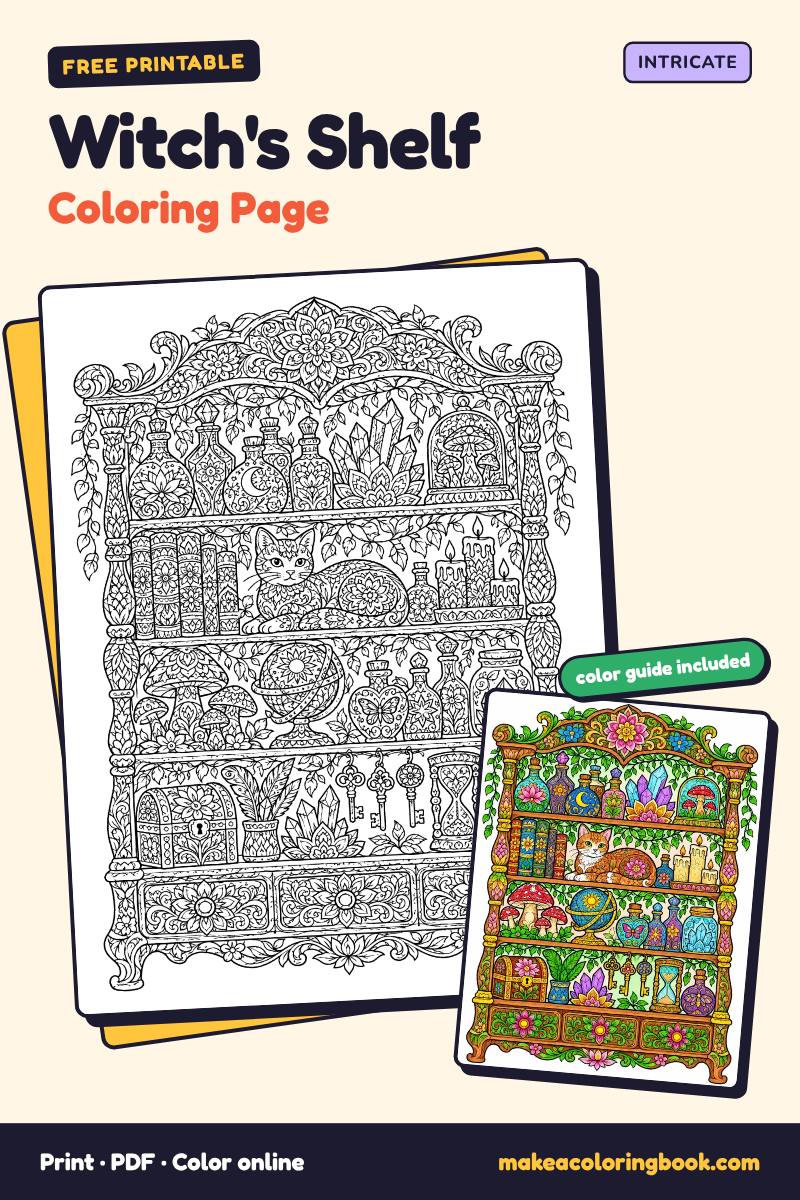 FREE PRINTABLE
INTRICATE
Witch's Shelf
Coloring Page
color guide included
Print · PDF · Color online
makeacoloringbook.com